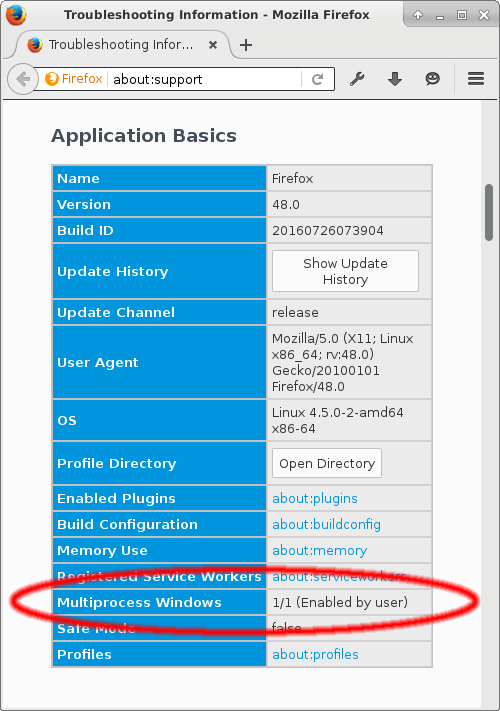 Troubleshooting Information - Mozilla Firefox
Troubleshooting Infor...
Firefox about:support
Application Basics
Name Firefox
Version 48.0
Build ID 20160726073904
Update History Show Update
History
Update Channel release
User Agent Mozilla/5.0 (X11; Linux
x86_64; rv:48.0)
Gecko/20100101
Firefox/48.0
OS Linux 4.5.0-2-amd64
x86-64
Profile Directory Open Directory
Enabled Plugins about:plugins
Build Configuration about:buildconfig
Memory Use about:memory
Registered Service Workers about:serviceworkers
Multiprocess Windows 1/1 (Enabled by user)
Safe Mode false
Profiles about:profiles